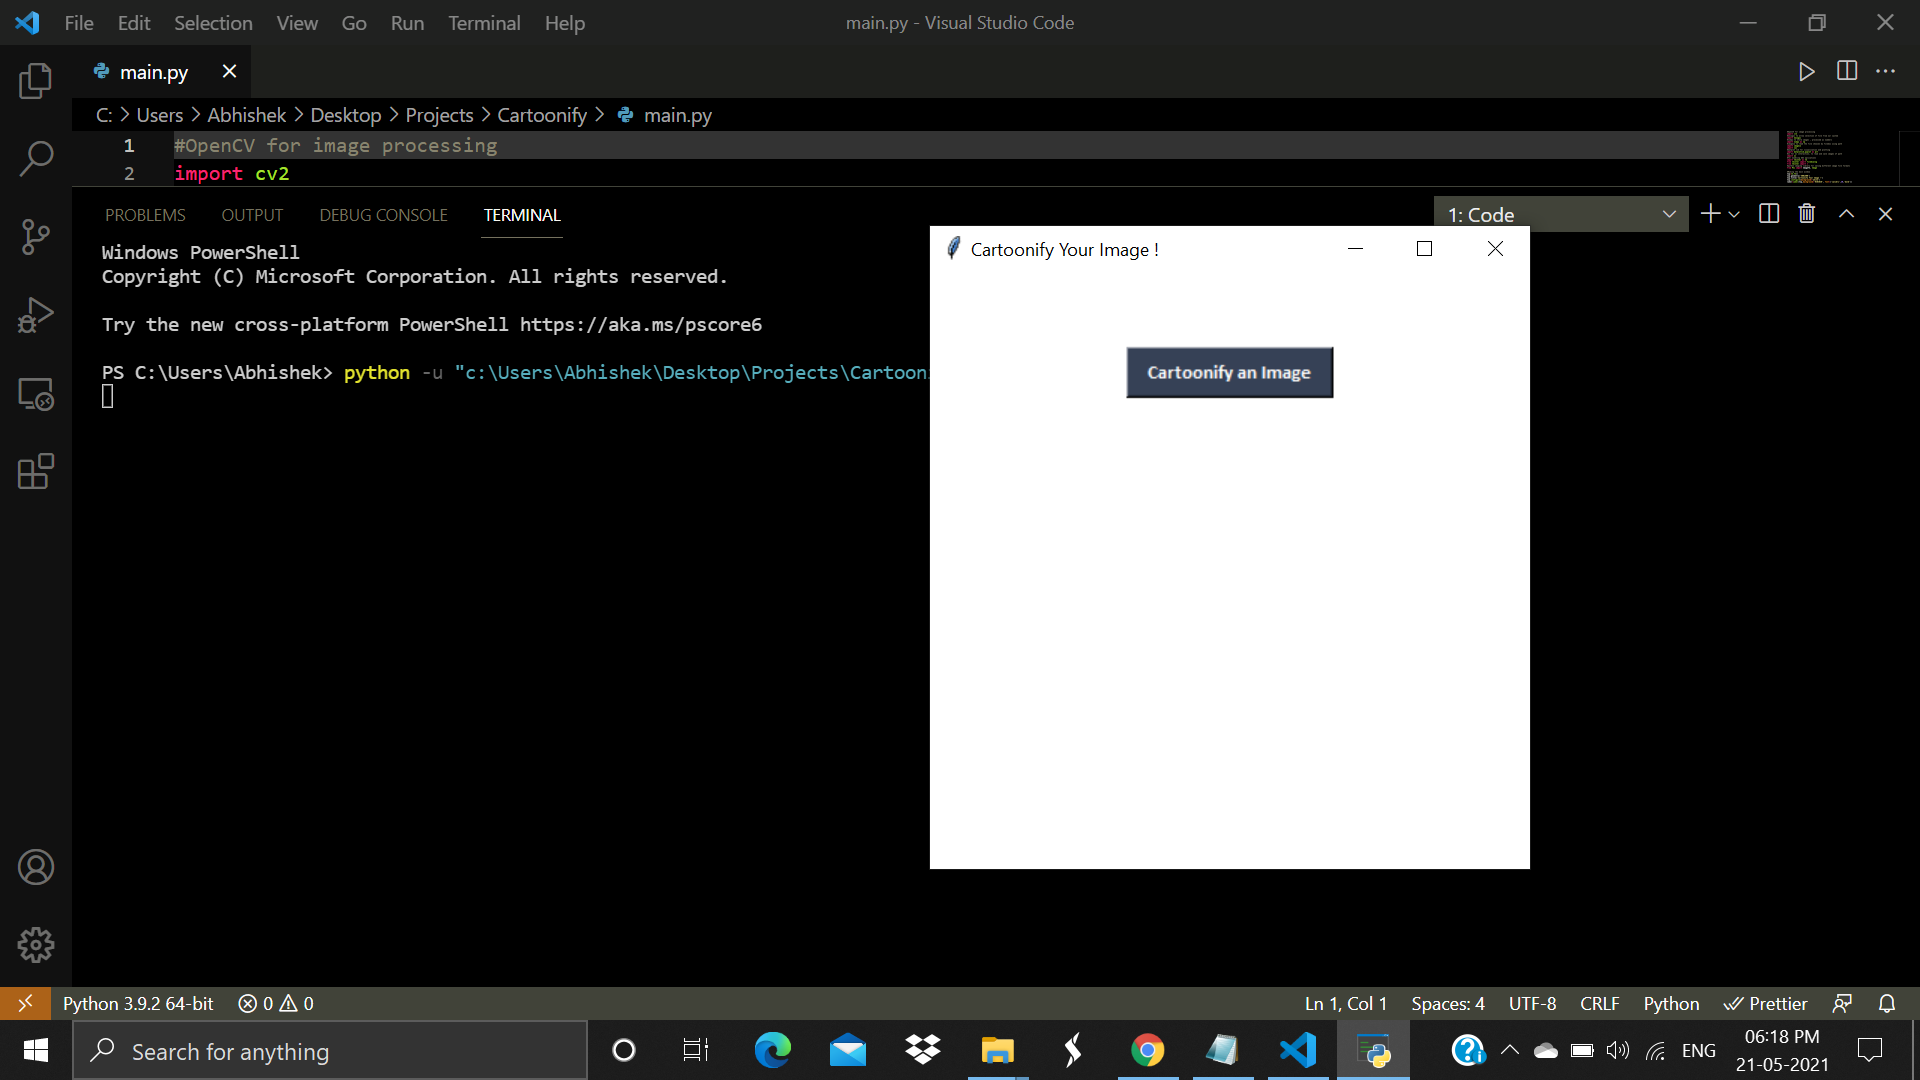 File Edit Selection View Go Run Terminal Help
main.py - Visual Studio Code
main.py
C: > Users > Abhishek > Desktop > Projects > Cartoonify > main.py
1 #OpenCV for image processing
2 import cv2
PROBLEMS OUTPUT DEBUG CONSOLE TERMINAL
1: Code
Windows PowerShell
Copyright (C) Microsoft Corporation. All rights reserved.
Try the new cross-platform PowerShell https://aka.ms/pscore6
PS C:\Users\Abhishek> python -u "c:\Users\Abhishek\Desktop\Projects\Cartoon
Cartoonify Your Image !
Cartoonify an Image
Python 3.9.2 64-bit 0 0
Ln 1, Col 1 Spaces: 4 UTF-8 CRLF Python Prettier
Search for anything
ENG
06:18 PM
21-05-2021